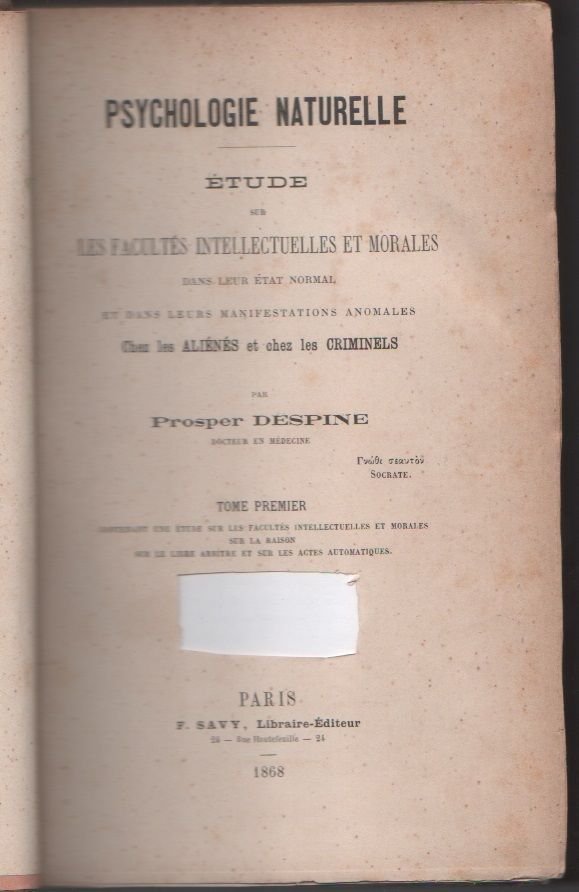 PSYCHOLOGIE NATURELLE
ÉTUDE
SUR
LES FACULTÉS INTELLECTUELLES ET MORALES
DANS LEUR ÉTAT NORMAL
ET DANS LEURS MANIFESTATIONS ANOMALES
Chez les ALIÉNÉS et chez les CRIMINELS
PAR
Prosper DESPINE
DOCTEUR EN MÉDECINE
Γνῶθι σεαυτὸν
SOCRATE.
TOME PREMIER
CONTENANT UNE ÉTUDE SUR LES FACULTÉS INTELLECTUELLES ET MORALES
SUR LA RAISON
SUR LE LIBRE ARBITRE ET SUR LES ACTES AUTOMATIQUES.
PARIS
F. SAVY, Libraire-Éditeur
24 — Rue Hautefeuille — 24
1868